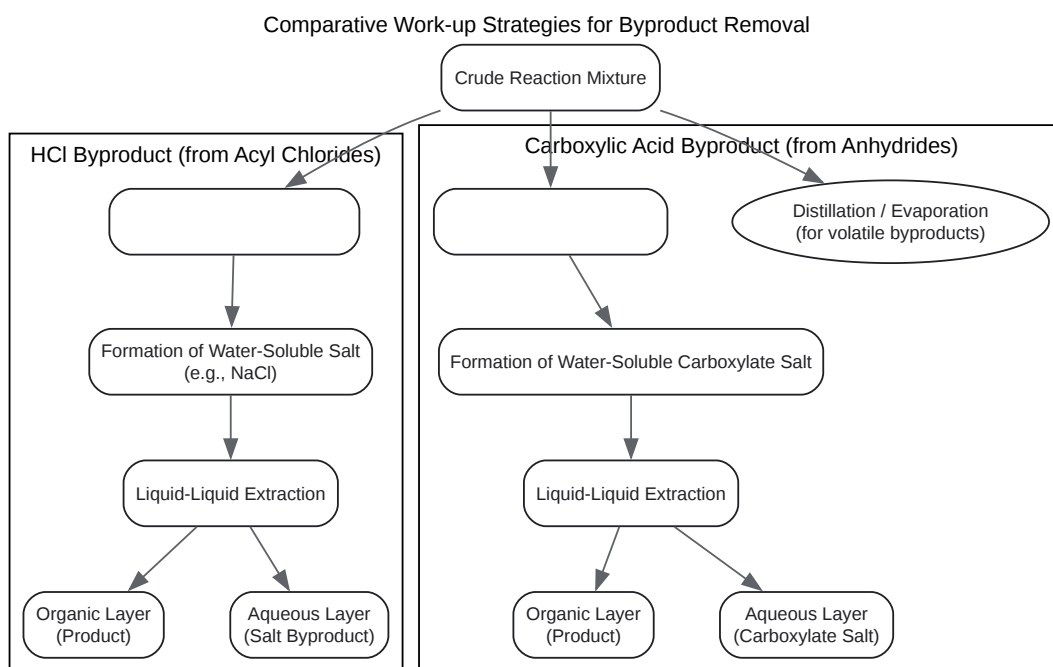 Comparative Work-up Strategies for Byproduct Removal
Crude Reaction Mixture
HCl Byproduct (from Acyl Chlorides)
Carboxylic Acid Byproduct (from Anhydrides)
Distillation / Evaporation
(for volatile byproducts)
Formation of Water-Soluble Salt
(e.g., NaCl)
Formation of Water-Soluble Carboxylate Salt
Liquid-Liquid Extraction
Liquid-Liquid Extraction
Organic Layer
(Product)
Aqueous Layer
(Salt Byproduct)
Organic Layer
(Product)
Aqueous Layer
(Carboxylate Salt)